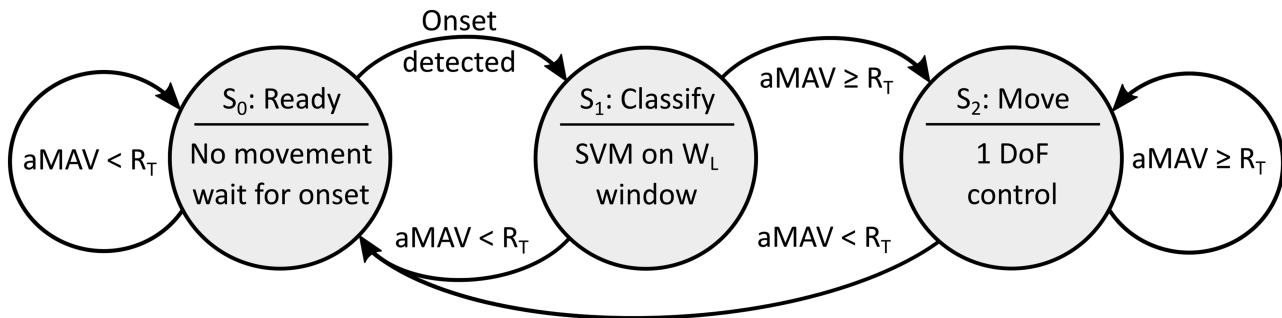 Onset
detected
aMAV < R_T
S_0: Ready
No movement
wait for onset
S_1: Classify
SVM on W_L
window
aMAV ≥ R_T
S_2: Move
1 DoF
control
aMAV ≥ R_T
aMAV < R_T
aMAV < R_T